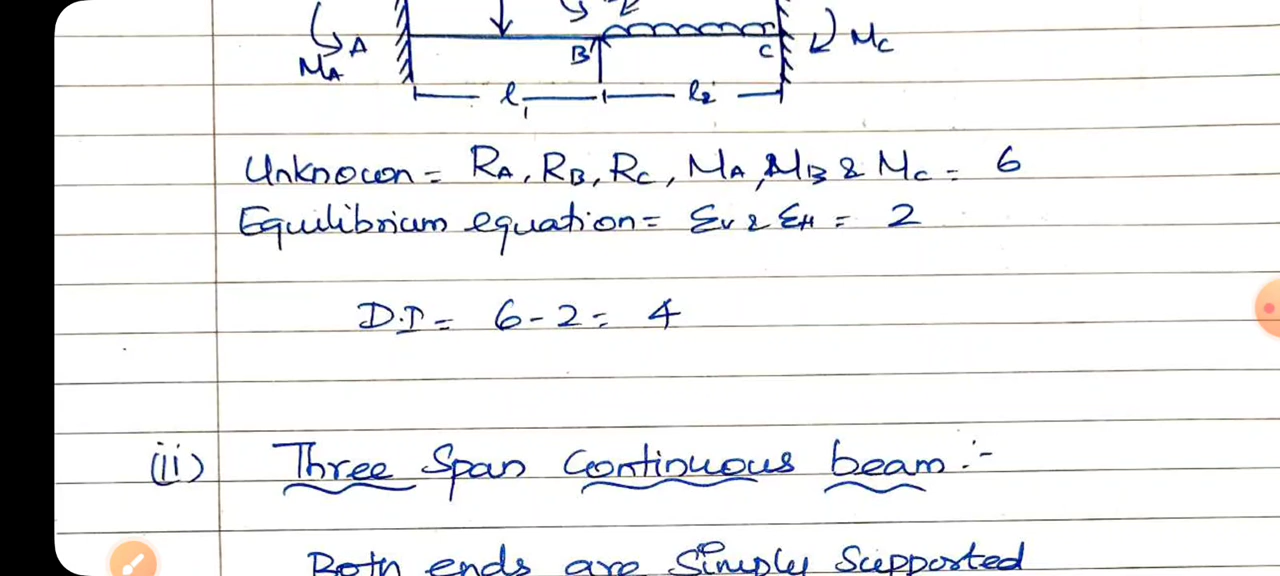 MA A B C MC
l1 l2
Unknocon = RA, RB, RC, MA, MB & MC = 6
Equilibrium equation = Σv & ΣH = 2
D.I = 6 - 2 = 4
(ii) Three Span Continuous beam :-
Both ends are Simply Supported